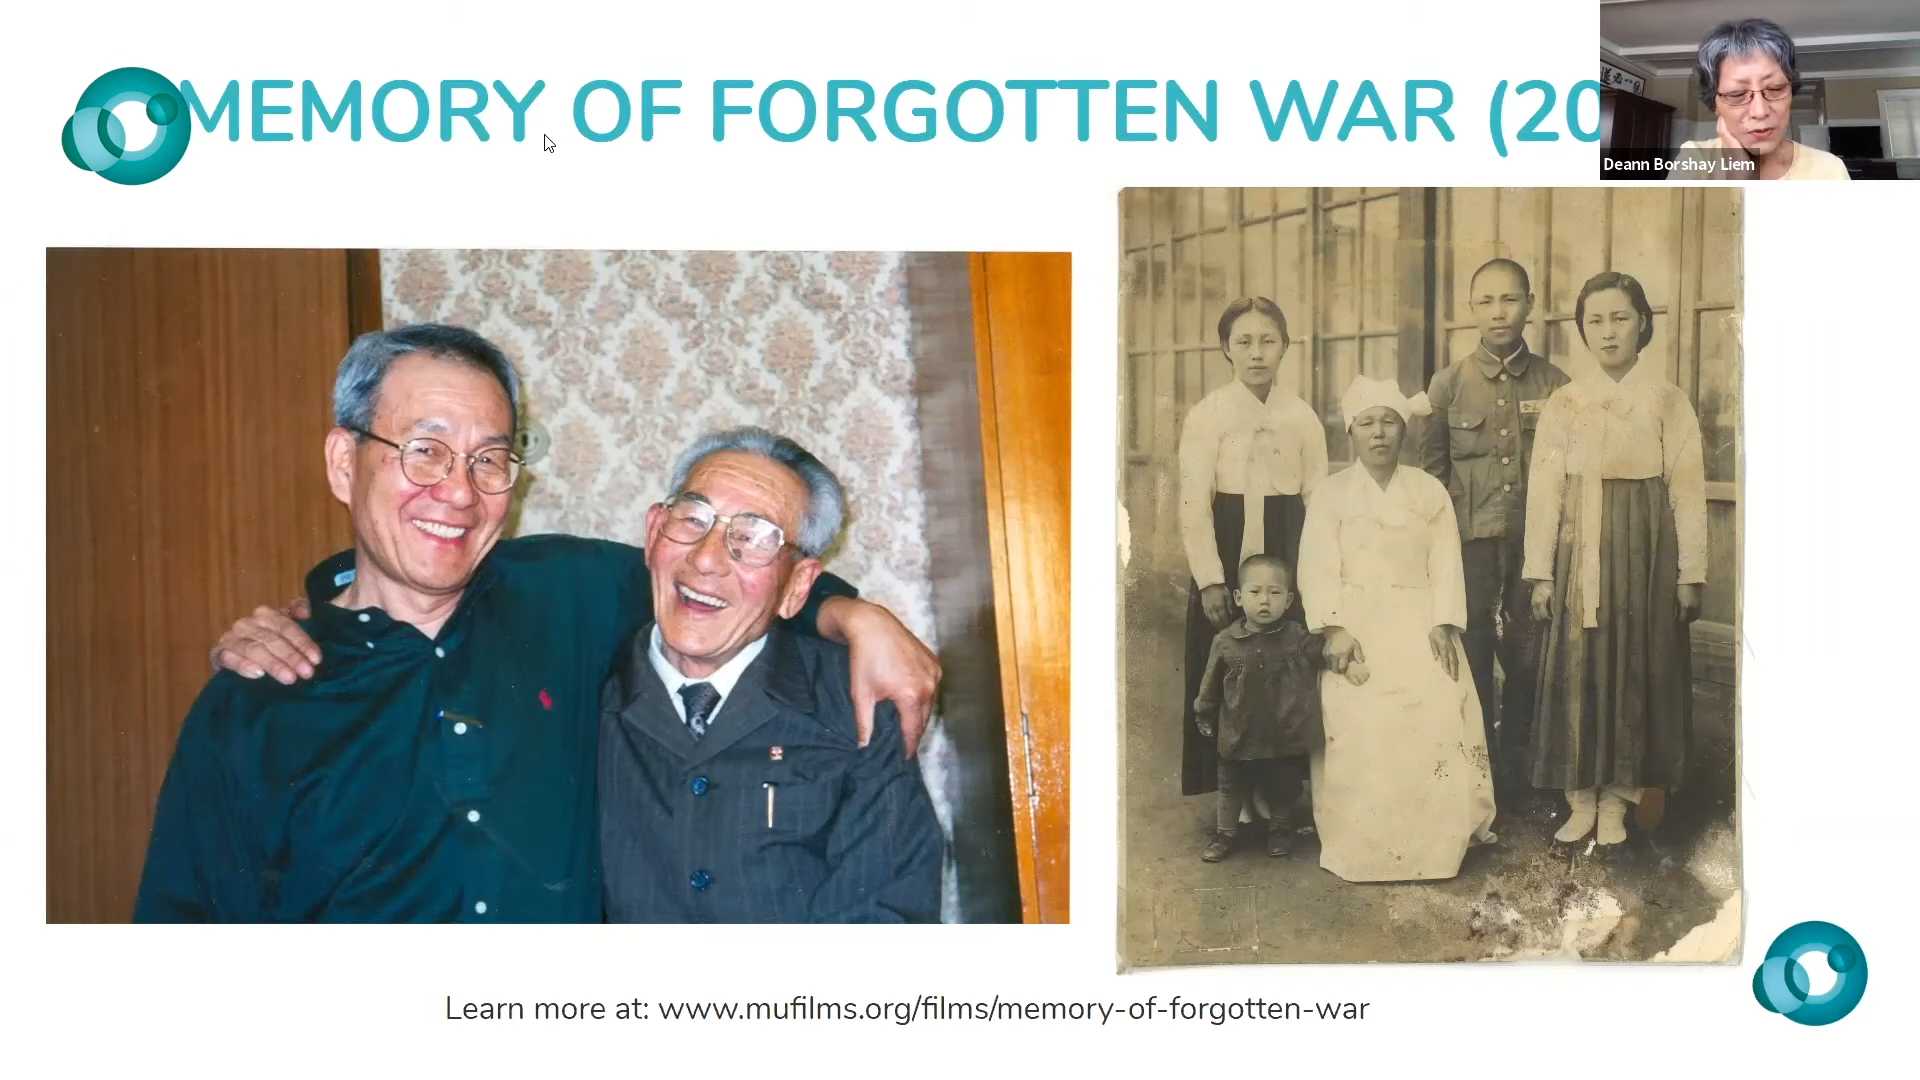 MEMORY OF FORGOTTEN WAR (20
Deann Borshay Liem
Learn more at: www.mufilms.org/films/memory-of-forgotten-war